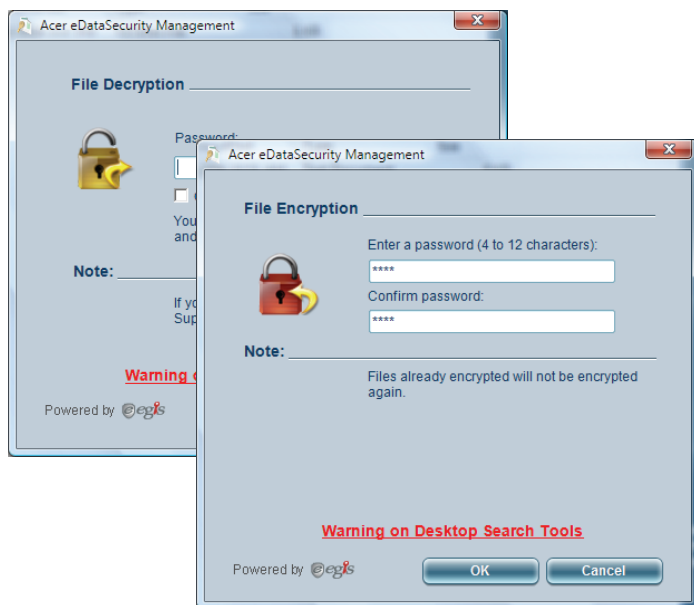 Acer eDataSecurity Management
File Decryption
Password:
You
and
Note:
If yo
Sup
Warning
Powered by egis
Acer eDataSecurity Management
File Encryption
Enter a password (4 to 12 characters):
****
Confirm password:
****
Note:
Files already encrypted will not be encrypted
again.
Warning on Desktop Search Tools
Powered by egis
OK Cancel